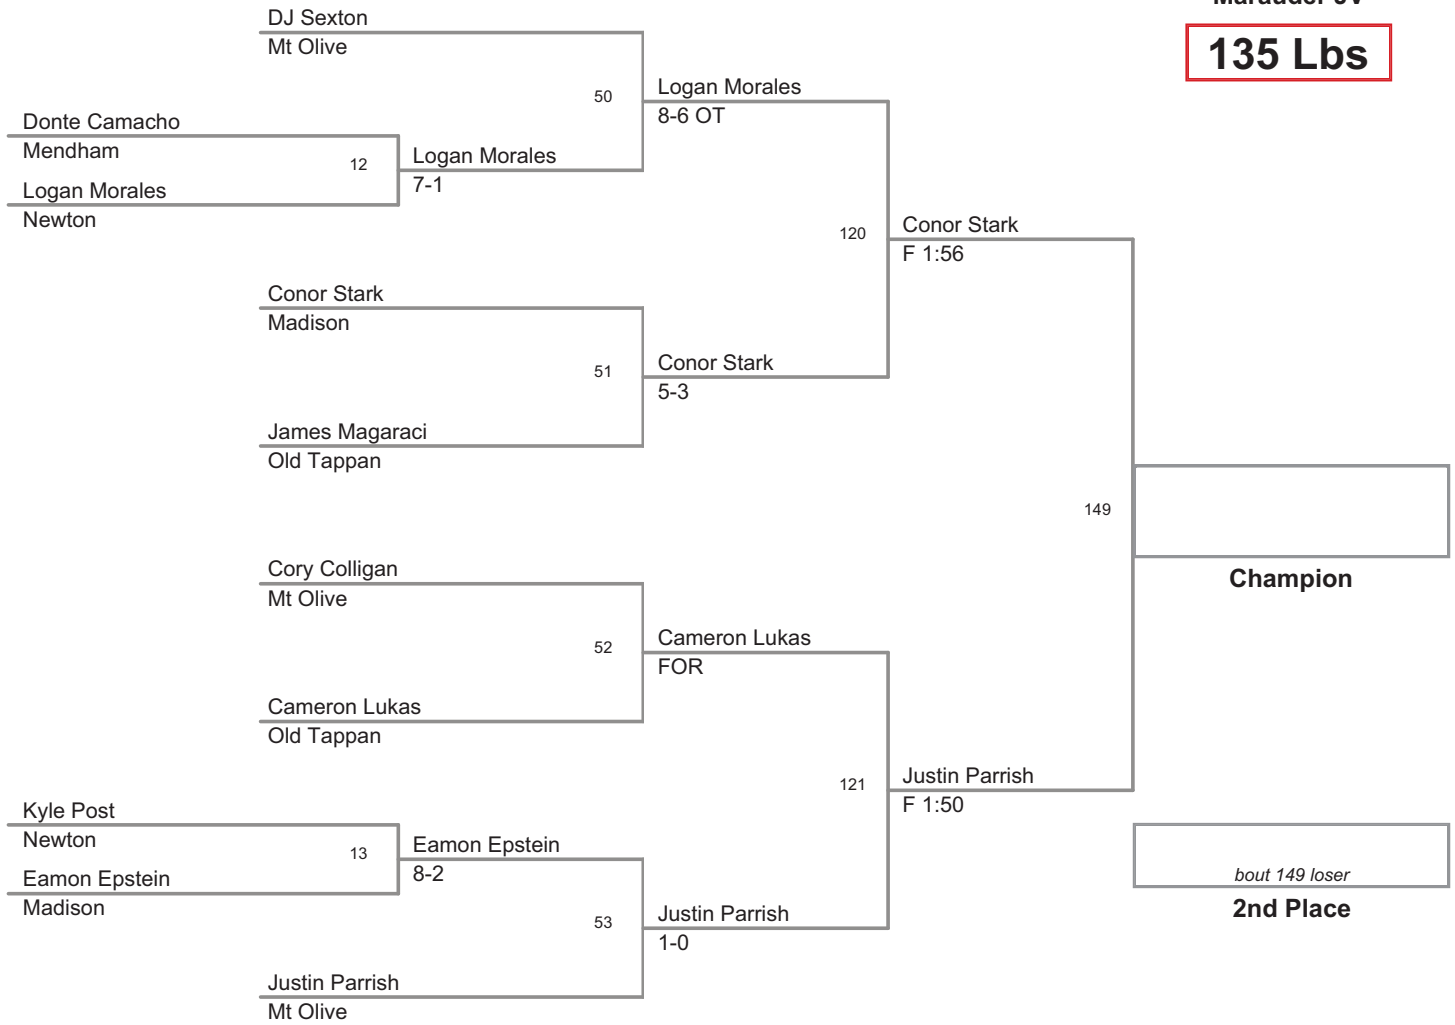 Marauder JV
135 Lbs
DJ Sexton
Mt Olive
50
Logan Morales
8-6 OT
Donte Camacho
Mendham
12
Logan Morales
7-1
Logan Morales
Newton
120
Conor Stark
F 1:56
Conor Stark
Madison
51
Conor Stark
5-3
James Magaraci
Old Tappan
149
Champion
Cory Colligan
Mt Olive
52
Cameron Lukas
FOR
Cameron Lukas
Old Tappan
121
Justin Parrish
F 1:50
Kyle Post
Newton
13
Eamon Epstein
8-2
Eamon Epstein
Madison
bout 149 loser
2nd Place
53
Justin Parrish
1-0
Justin Parrish
Mt Olive